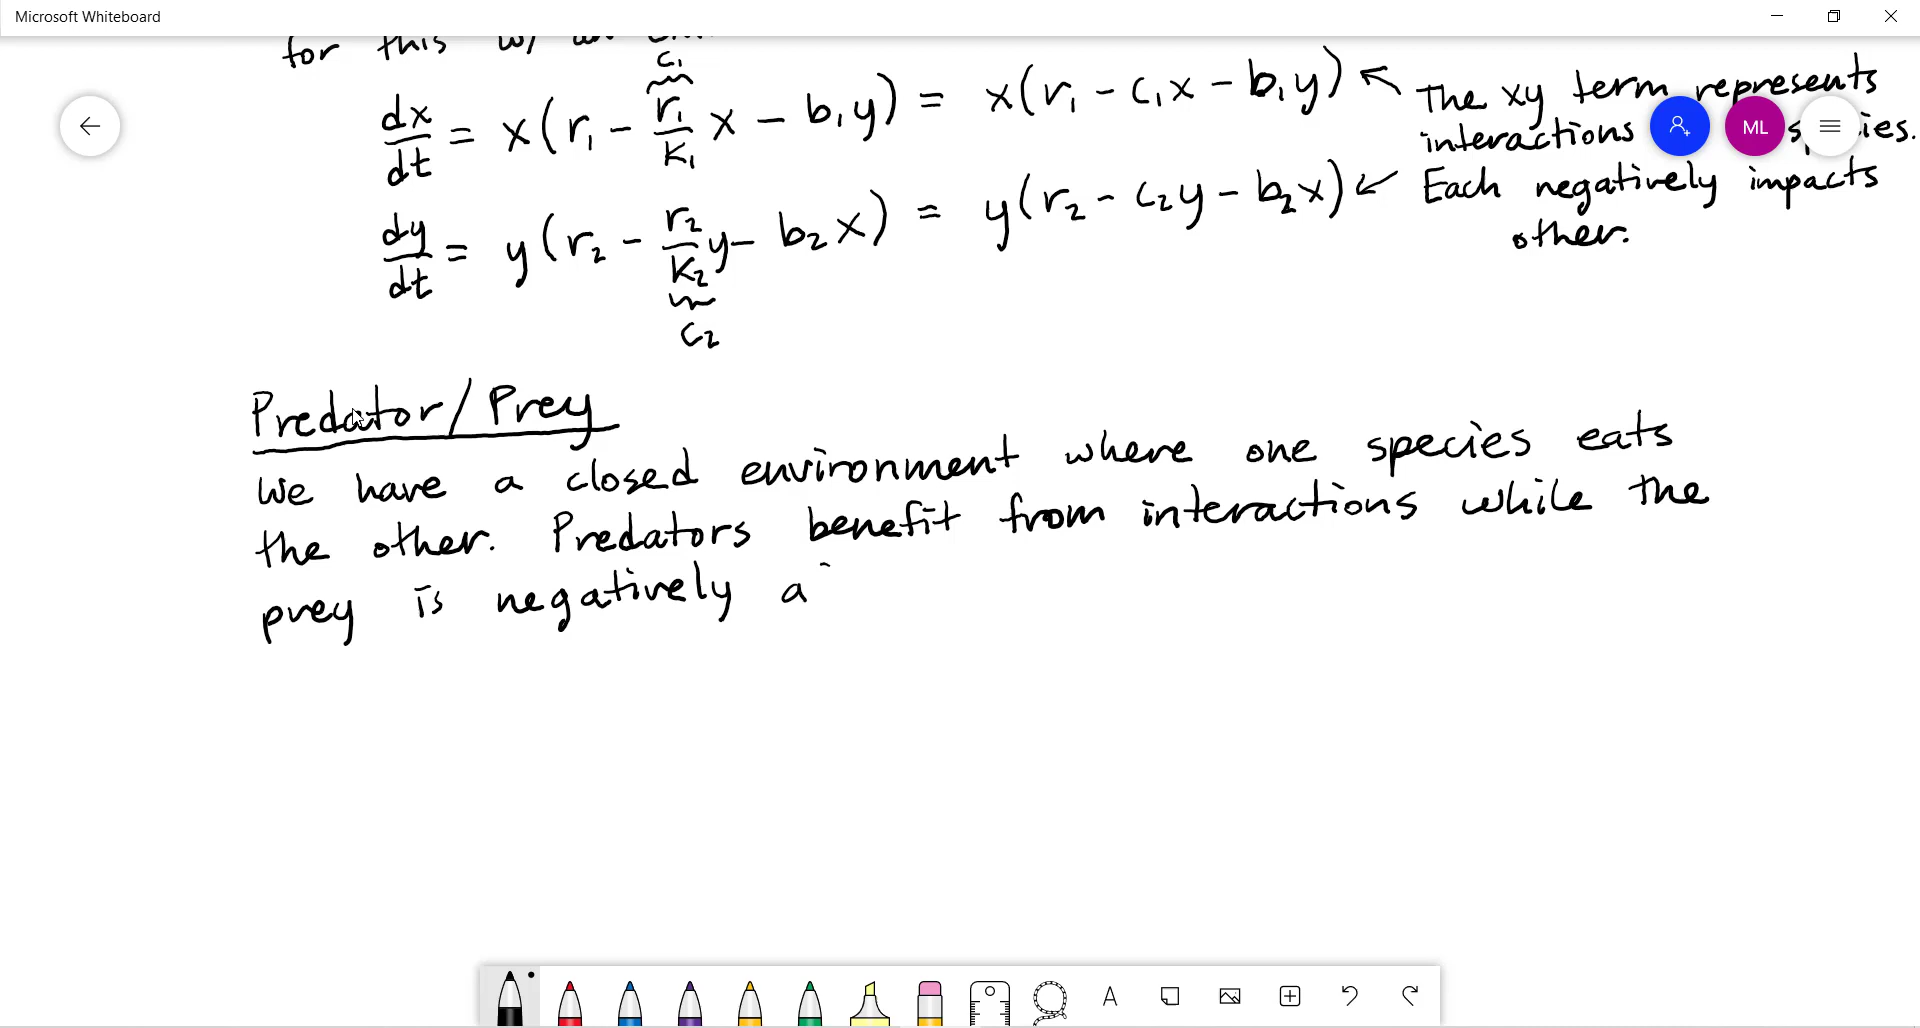 Microsoft Whiteboard
for this w/ an
c₁
dx/dt = x(r₁ - r₁/K₁ x - b₁y) = x(r₁ - c₁x - b₁y) ← The xy term represents
interactions species.
dy/dt = y(r₂ - r₂/K₂ y - b₂x) = y(r₂ - c₂y - b₂x) ← Each negatively impacts
other.
c₂
Predator/Prey
We have a closed environment where one species eats
the other. Predators benefit from interactions while the
prey is negatively a
ML
A